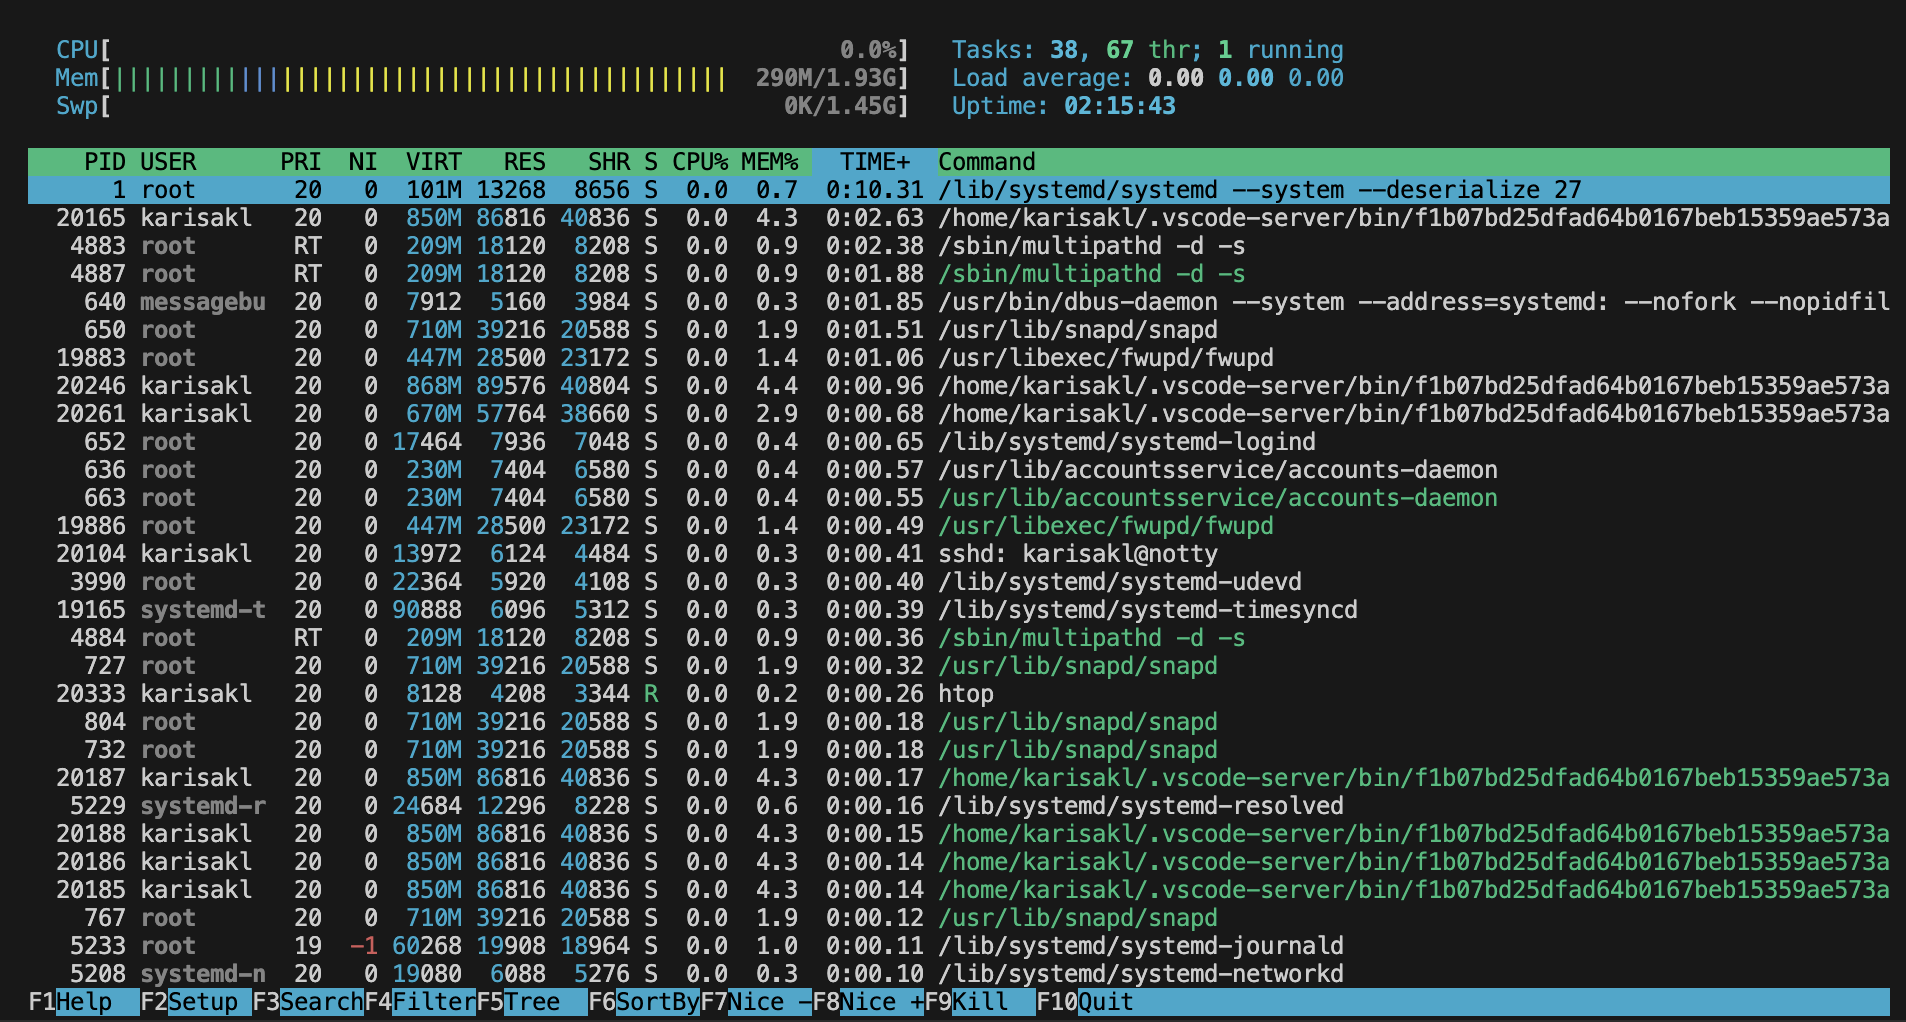 CPU[ 0.0%] Tasks: 38, 67 thr; 1 running
Mem[||||||||||||||||||||||||||||||||||||||||||||   290M/1.93G] Load average: 0.00 0.00 0.00
Swp[ 0K/1.45G] Uptime: 02:15:43
PID USER PRI NI VIRT RES SHR S CPU% MEM% TIME+ Command
1 root 20 0 101M 13268 8656 S 0.0 0.7 0:10.31 /lib/systemd/systemd --system --deserialize 27
20165 karisakl 20 0 850M 86816 40836 S 0.0 4.3 0:02.63 /home/karisakl/.vscode-server/bin/f1b07bd25dfad64b0167beb15359ae573a
4883 root RT 0 209M 18120 8208 S 0.0 0.9 0:02.38 /sbin/multipathd -d -s
4887 root RT 0 209M 18120 8208 S 0.0 0.9 0:01.88 /sbin/multipathd -d -s
640 messagebu 20 0 7912 5160 3984 S 0.0 0.3 0:01.85 /usr/bin/dbus-daemon --system --address=systemd: --nofork --nopidfil
650 root 20 0 710M 39216 20588 S 0.0 1.9 0:01.51 /usr/lib/snapd/snapd
19883 root 20 0 447M 28500 23172 S 0.0 1.4 0:01.06 /usr/libexec/fwupd/fwupd
20246 karisakl 20 0 868M 89576 40804 S 0.0 4.4 0:00.96 /home/karisakl/.vscode-server/bin/f1b07bd25dfad64b0167beb15359ae573a
20261 karisakl 20 0 670M 57764 38660 S 0.0 2.9 0:00.68 /home/karisakl/.vscode-server/bin/f1b07bd25dfad64b0167beb15359ae573a
652 root 20 0 17464 7936 7048 S 0.0 0.4 0:00.65 /lib/systemd/systemd-logind
636 root 20 0 230M 7404 6580 S 0.0 0.4 0:00.57 /usr/lib/accountsservice/accounts-daemon
663 root 20 0 230M 7404 6580 S 0.0 0.4 0:00.55 /usr/lib/accountsservice/accounts-daemon
19886 root 20 0 447M 28500 23172 S 0.0 1.4 0:00.49 /usr/libexec/fwupd/fwupd
20104 karisakl 20 0 13972 6124 4484 S 0.0 0.3 0:00.41 sshd: karisakl@notty
3990 root 20 0 22364 5920 4108 S 0.0 0.3 0:00.40 /lib/systemd/systemd-udevd
19165 systemd-t 20 0 90888 6096 5312 S 0.0 0.3 0:00.39 /lib/systemd/systemd-timesyncd
4884 root RT 0 209M 18120 8208 S 0.0 0.9 0:00.36 /sbin/multipathd -d -s
727 root 20 0 710M 39216 20588 S 0.0 1.9 0:00.32 /usr/lib/snapd/snapd
20333 karisakl 20 0 8128 4208 3344 R 0.0 0.2 0:00.26 htop
804 root 20 0 710M 39216 20588 S 0.0 1.9 0:00.18 /usr/lib/snapd/snapd
732 root 20 0 710M 39216 20588 S 0.0 1.9 0:00.18 /usr/lib/snapd/snapd
20187 karisakl 20 0 850M 86816 40836 S 0.0 4.3 0:00.17 /home/karisakl/.vscode-server/bin/f1b07bd25dfad64b0167beb15359ae573a
5229 systemd-r 20 0 24684 12296 8228 S 0.0 0.6 0:00.16 /lib/systemd/systemd-resolved
20188 karisakl 20 0 850M 86816 40836 S 0.0 4.3 0:00.15 /home/karisakl/.vscode-server/bin/f1b07bd25dfad64b0167beb15359ae573a
20186 karisakl 20 0 850M 86816 40836 S 0.0 4.3 0:00.14 /home/karisakl/.vscode-server/bin/f1b07bd25dfad64b0167beb15359ae573a
20185 karisakl 20 0 850M 86816 40836 S 0.0 4.3 0:00.14 /home/karisakl/.vscode-server/bin/f1b07bd25dfad64b0167beb15359ae573a
767 root 20 0 710M 39216 20588 S 0.0 1.9 0:00.12 /usr/lib/snapd/snapd
5233 root 19 -1 60268 19908 18964 S 0.0 1.0 0:00.11 /lib/systemd/systemd-journald
5208 systemd-n 20 0 19080 6088 5276 S 0.0 0.3 0:00.10 /lib/systemd/systemd-networkd
F1Help F2Setup F3SearchF4FilterF5Tree F6SortByF7Nice -F8Nice +F9Kill F10Quit